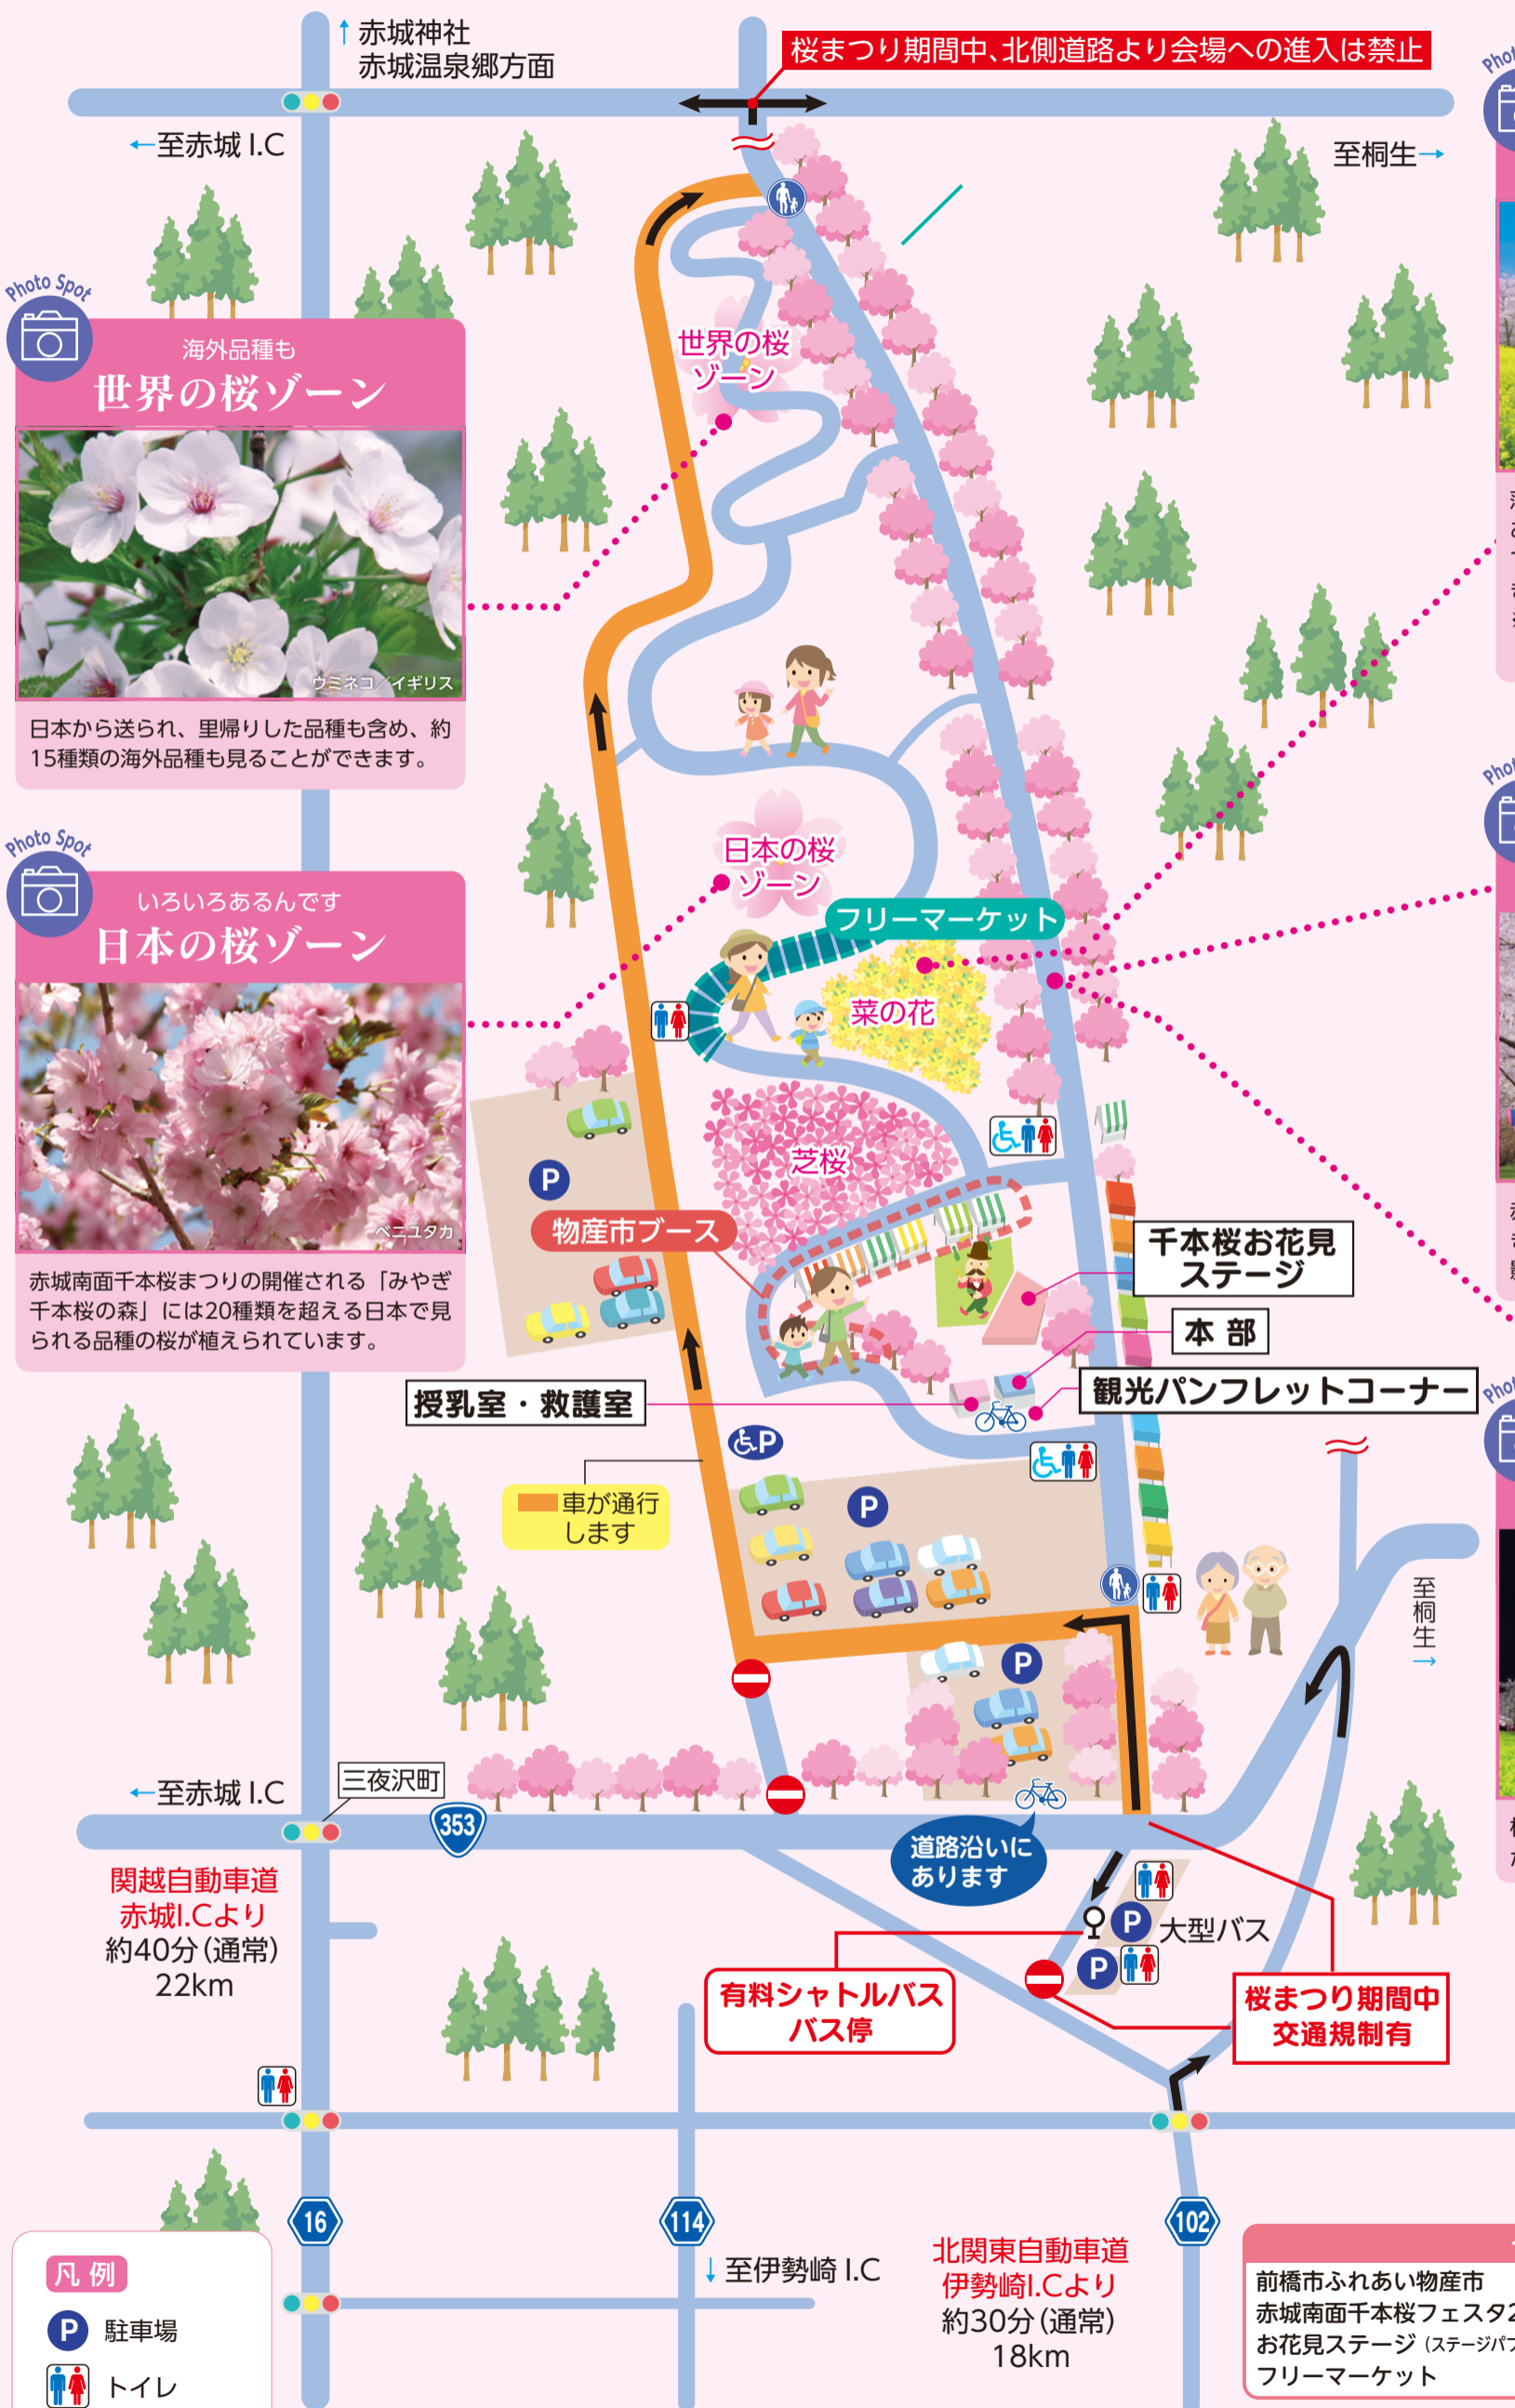 ↑ 赤城神社
赤城温泉郷方面
桜まつり期間中、北側道路より会場への進入は禁止
←至赤城 I.C
至桐生→
Photo Spot
海外品種も
世界の桜ゾーン
ウミネコ／イギリス
日本から送られ、里帰りした品種も含め、約
15種類の海外品種も見ることができます。
世界の桜
ゾーン
Photo Spot
いろいろあるんです
日本の桜ゾーン
ベニユタカ
赤城南面千本桜まつりの開催される「みやぎ
千本桜の森」には20種類を超える日本で見
られる品種の桜が植えられています。
日本の桜
ゾーン
フリーマーケット
菜の花
芝桜
P
物産市ブース
千本桜お花見
ステージ
本 部
観光パンフレットコーナー
授乳室・救護室
P
P
車が通行
します
至桐生→
P
←至赤城 I.C
三夜沢町
353
道路沿いに
あります
関越自動車道
赤城I.Cより
約40分（通常）
22km
P 大型バス
P
有料シャトルバス
バス停
桜まつり期間中
交通規制有
16
114
102
↓ 至伊勢崎 I.C
北関東自動車道
伊勢崎I.Cより
約30分（通常）
18km
凡 例
P 駐車場
トイレ
前橋市ふれあい物産市
赤城南面千本桜フェスタ
お花見ステージ（ステージパフ
フリーマーケット